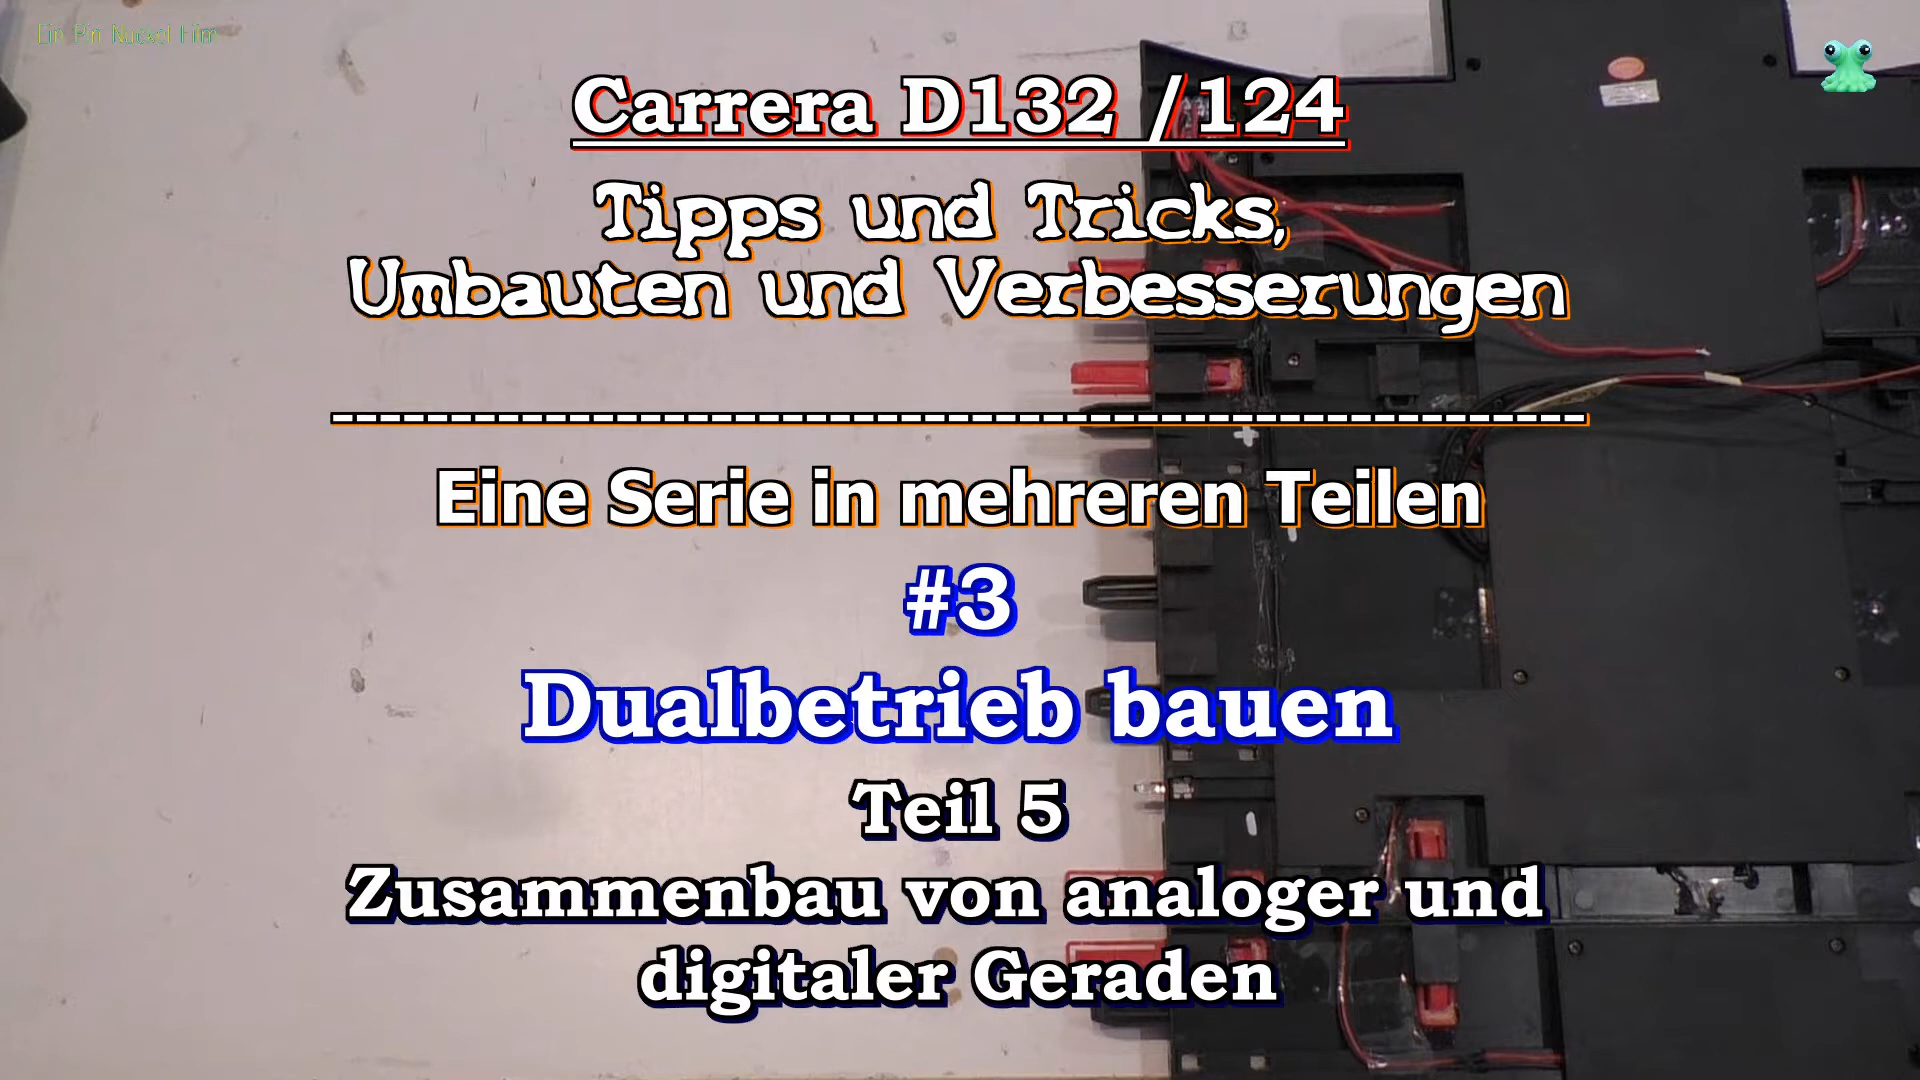 Carrera D132 /124
Tipps und Tricks,
Umbauten und Verbesserungen
Eine Serie in mehreren Teilen
#3
Dualbetrieb bauen
Teil 5
Zusammenbau von analoger und
digitaler Geraden